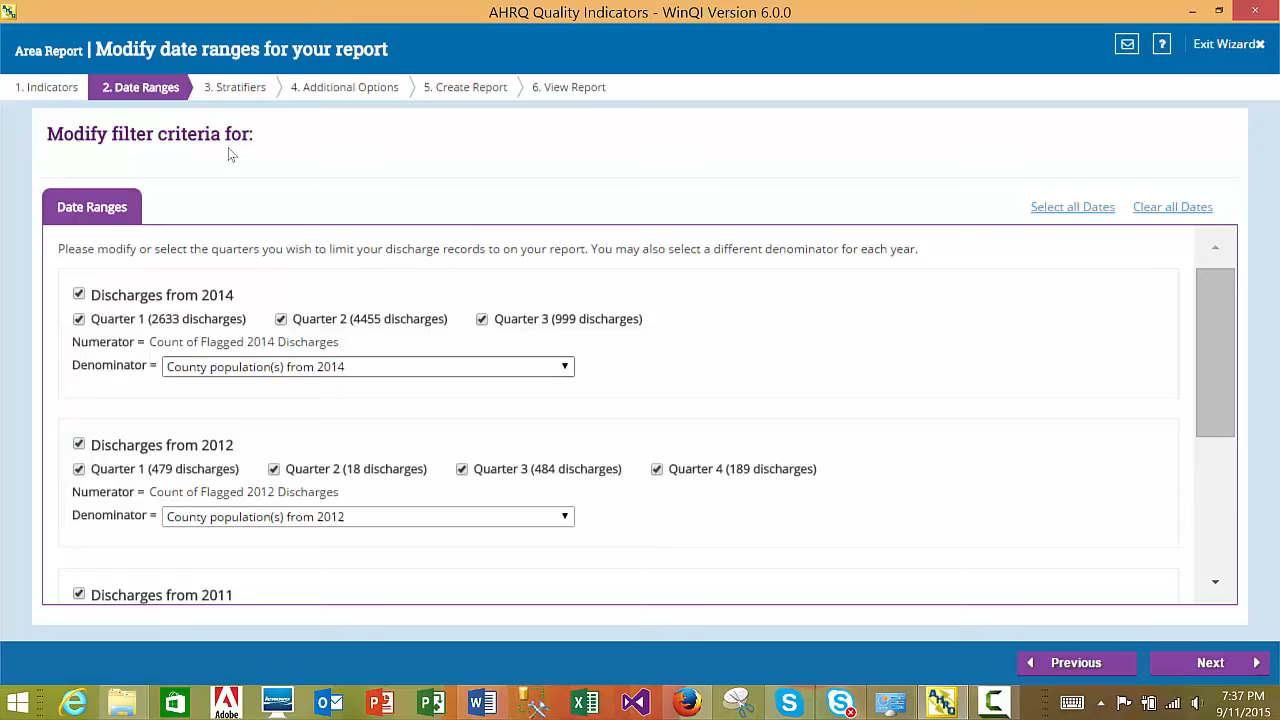 AHRQ Quality Indicators - WinQI Version 6.0.0
Area Report | Modify date ranges for your report
? Exit Wizard✖
1. Indicators 2. Date Ranges 3. Stratifiers 4. Additional Options 5. Create Report 6. View Report
Modify filter criteria for:
Date Ranges Select all Dates Clear all Dates
Please modify or select the quarters you wish to limit your discharge records to on your report. You may also select a different denominator for each year.
Discharges from 2014
Quarter 1 (2633 discharges) Quarter 2 (4455 discharges) Quarter 3 (999 discharges)
Numerator = Count of Flagged 2014 Discharges
Denominator = County population(s) from 2014
Discharges from 2012
Quarter 1 (479 discharges) Quarter 2 (18 discharges) Quarter 3 (484 discharges) Quarter 4 (189 discharges)
Numerator = Count of Flagged 2012 Discharges
Denominator = County population(s) from 2012
Discharges from 2011
Previous Next
Adobe
AHRQ
7:37 PM
9/11/2015